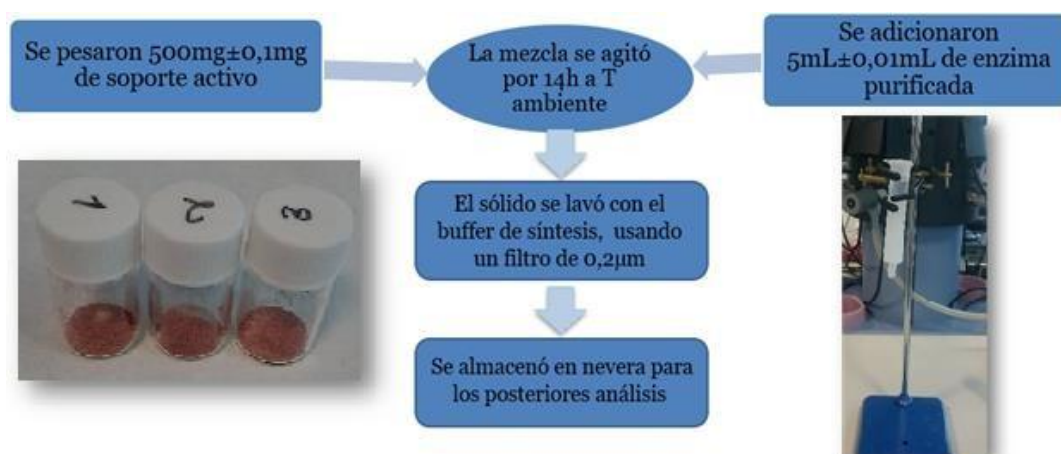 Se pesaron 500mg±0,1mg
de soporte activo
La mezcla se agitó
por 14h a T
ambiente
Se adicionaron
5mL±0,01mL de enzima
purificada
El sólido se lavó con el
buffer de síntesis, usando
un filtro de 0,2µm
Se almacenó en nevera para
los posteriores análisis
1
2
3